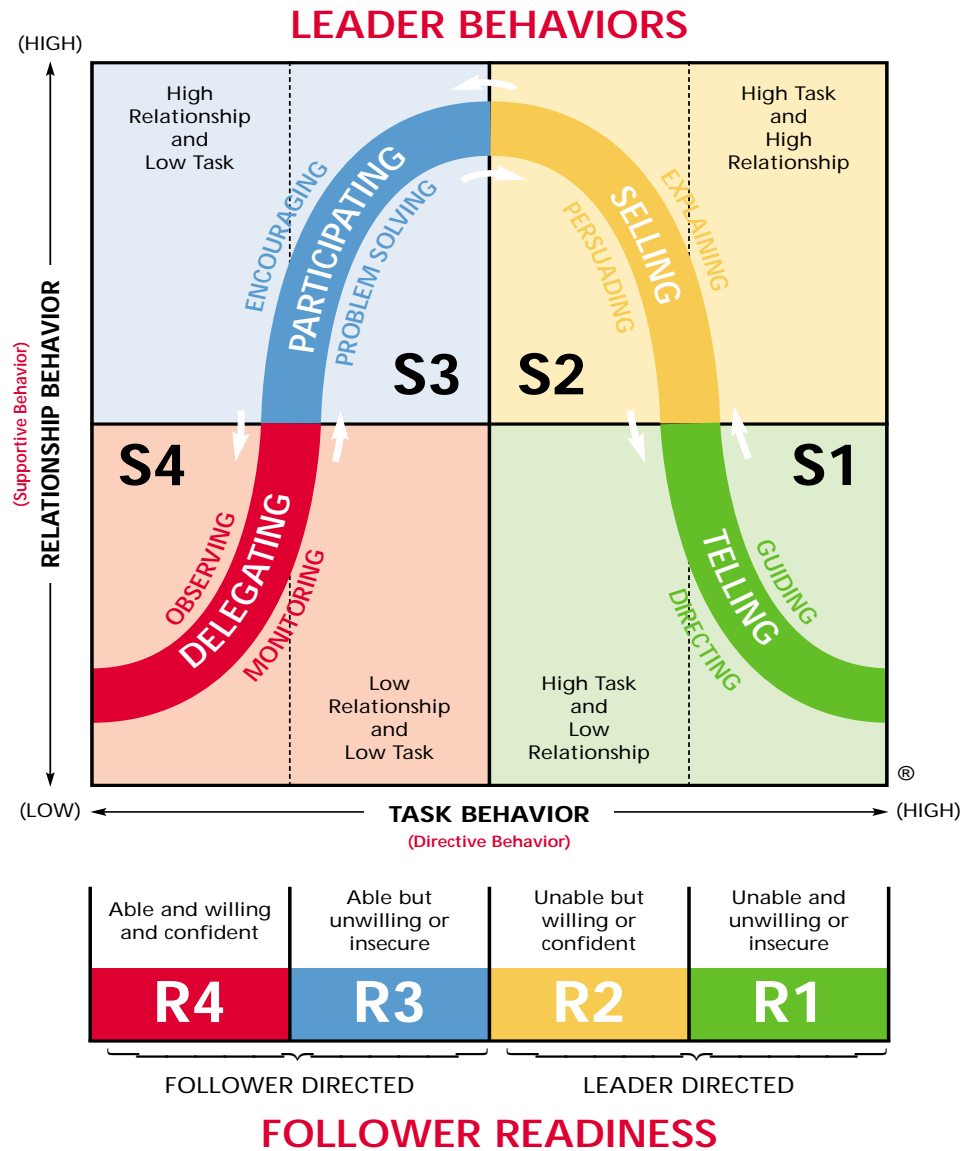 LEADER BEHAVIORS
(HIGH)
High
Relationship
and
Low Task
High Task
and
High
Relationship
ENCOURAGING
PARTICIPATING
PROBLEM SOLVING
SELLING
EXPLAINING
PERSUADING
S3
S2
RELATIONSHIP BEHAVIOR
(Supportive Behavior)
S4
S1
OBSERVING
DELEGATING
MONITORING
TELLING
GUIDING
DIRECTING
Low
Relationship
and
Low Task
High Task
and
Low
Relationship
®
(LOW)
TASK BEHAVIOR
(HIGH)
(Directive Behavior)
Able and willing
and confident
Able but
unwilling or
insecure
Unable but
willing or
confident
Unable and
unwilling or
insecure
R4
R3
R2
R1
FOLLOWER DIRECTED
LEADER DIRECTED
FOLLOWER READINESS